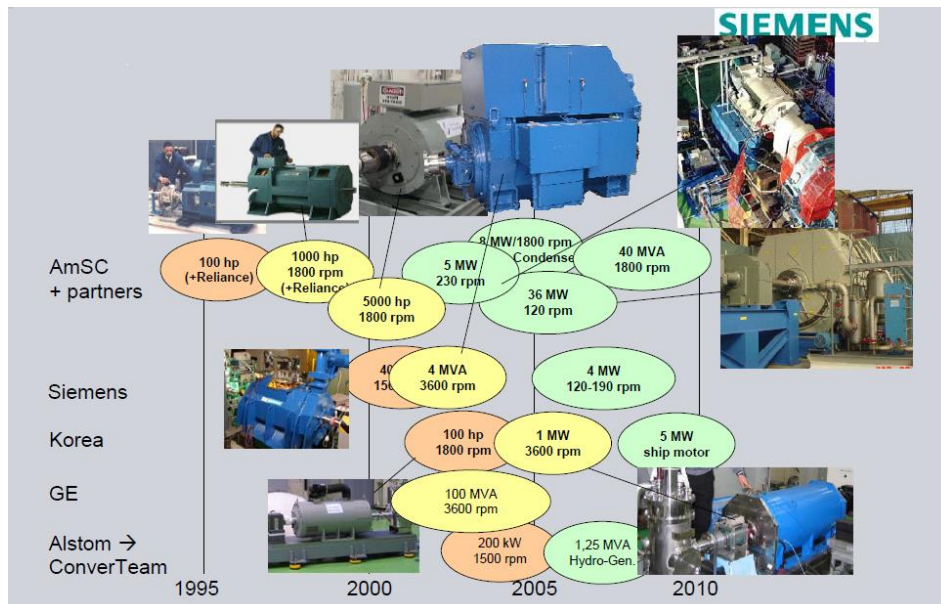 SIEMENS
8 MW/1800 rpm
Condense
100 hp
(+Reliance)
1000 hp
1800 rpm
(+Reliance)
5 MW
230 rpm
40 MVA
1800 rpm
AmSC
+ partners
5000 hp
1800 rpm
36 MW
120 rpm
Siemens
4 MVA
3600 rpm
4 MW
120-190 rpm
Korea
100 hp
1800 rpm
1 MW
3600 rpm
5 MW
ship motor
GE
100 MVA
3600 rpm
Alstom →
ConverTeam
200 kW
1500 rpm
1,25 MVA
Hydro-Gen.
1995
2000
2005
2010